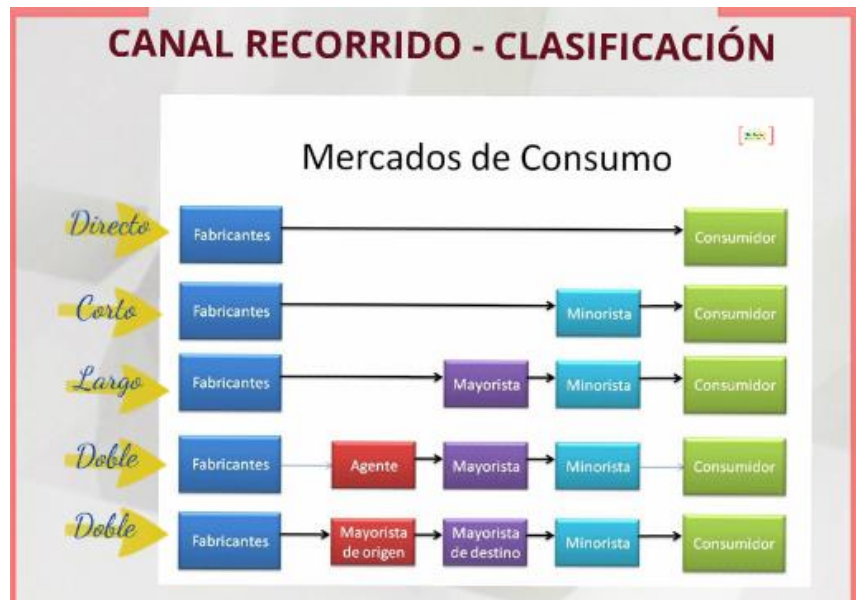 CANAL RECORRIDO - CLASIFICACIÓN
Mercados de Consumo
Directo
Fabricantes
Consumidor
Corto
Fabricantes
Minorista
Consumidor
Largo
Fabricantes
Mayorista
Minorista
Consumidor
Doble
Fabricantes
Agente
Mayorista
Minorista
Consumidor
Doble
Fabricantes
Mayorista
de origen
Mayorista
de destino
Minorista
Consumidor